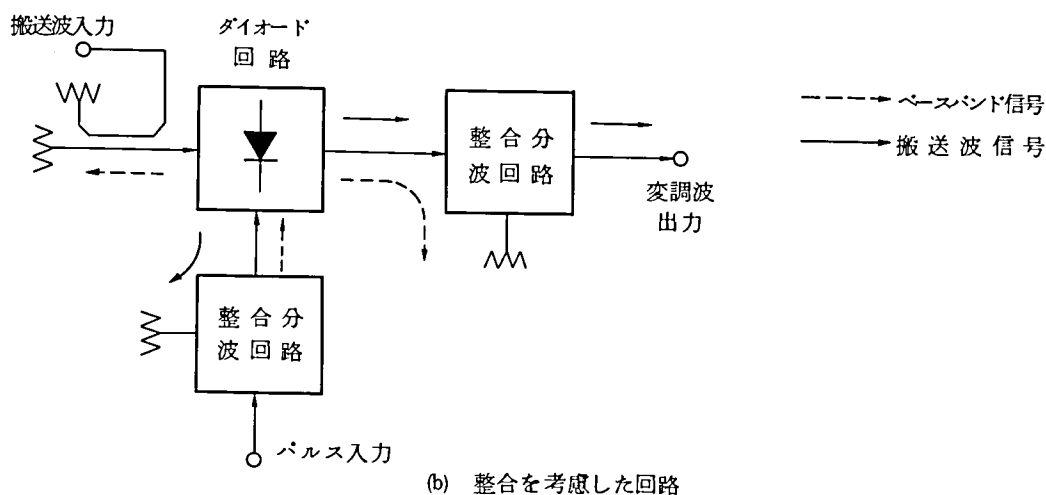 搬送波入力
ダイオード
回路
整合分
波回路
変調波
出力
ベースバンド信号
搬送波信号
整合分
波回路
パルス入力
(b) 整合を考慮した回路